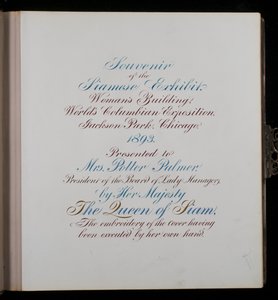 Souvenir
of the
Siamese Exhibit.
Woman's Building:
World's Columbian Exposition,
Jackson Park, Chicago.
1893.
Presented to
Mrs. Potter Palmer
President of the Board of Lady Managers,
by Her Majesty
The Queen of Siam:
The embroidery of the cover having
been executed by her own hand.